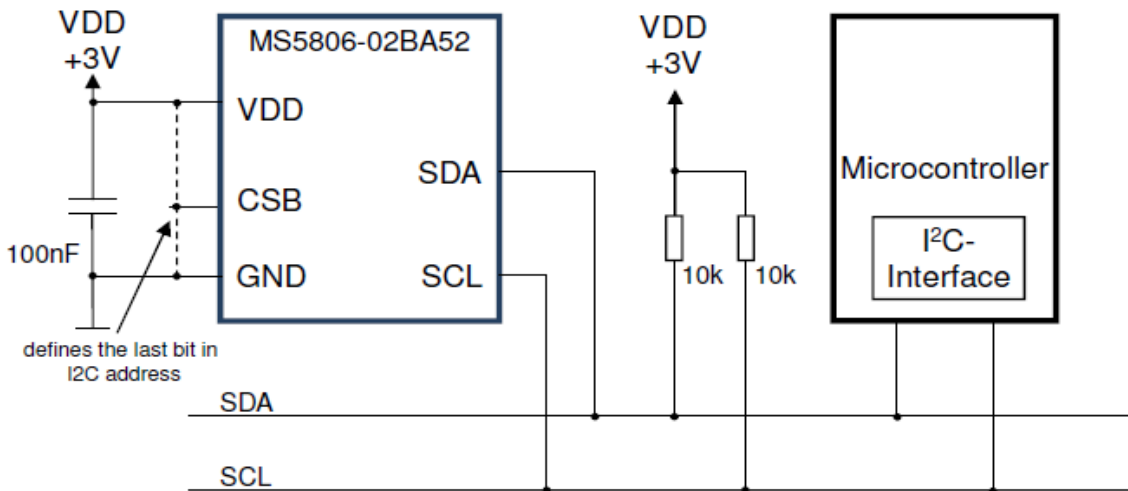 VDD
+3V
MS5806-02BA52
VDD
CSB
GND
SDA
SCL
100nF
defines the last bit in
I2C address
VDD
+3V
10k
10k
Microcontroller
I²C-
Interface
SDA
SCL